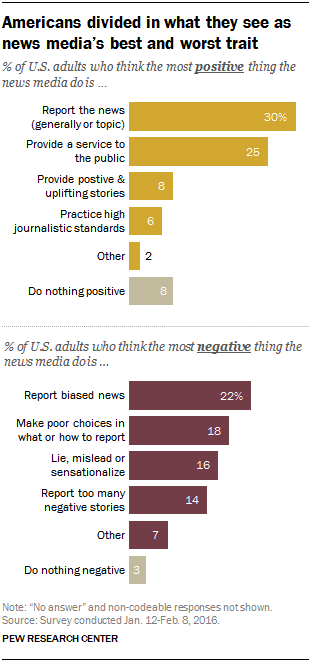 Americans divided in what they see as
news media's best and worst trait
% of U.S. adults who think the most positive thing the
news media do is ...
Report the news
(generally or topic)
30%
Provide a service to
the public
25
Provide postive &
uplifting stories
8
Practice high
journalistic standards
6
Other
2
Do nothing positive
8
% of U.S. adults who think the most negative thing the
news media do is ...
Report biased news
22%
Make poor choices in
what or how to report
18
Lie, mislead or
sensationalize
16
Report too many
negative stories
14
Other
7
Do nothing negative
3
Note: "No answer" and non-codeable responses not shown.
Source: Survey conducted Jan. 12-Feb. 8, 2016.
PEW RESEARCH CENTER